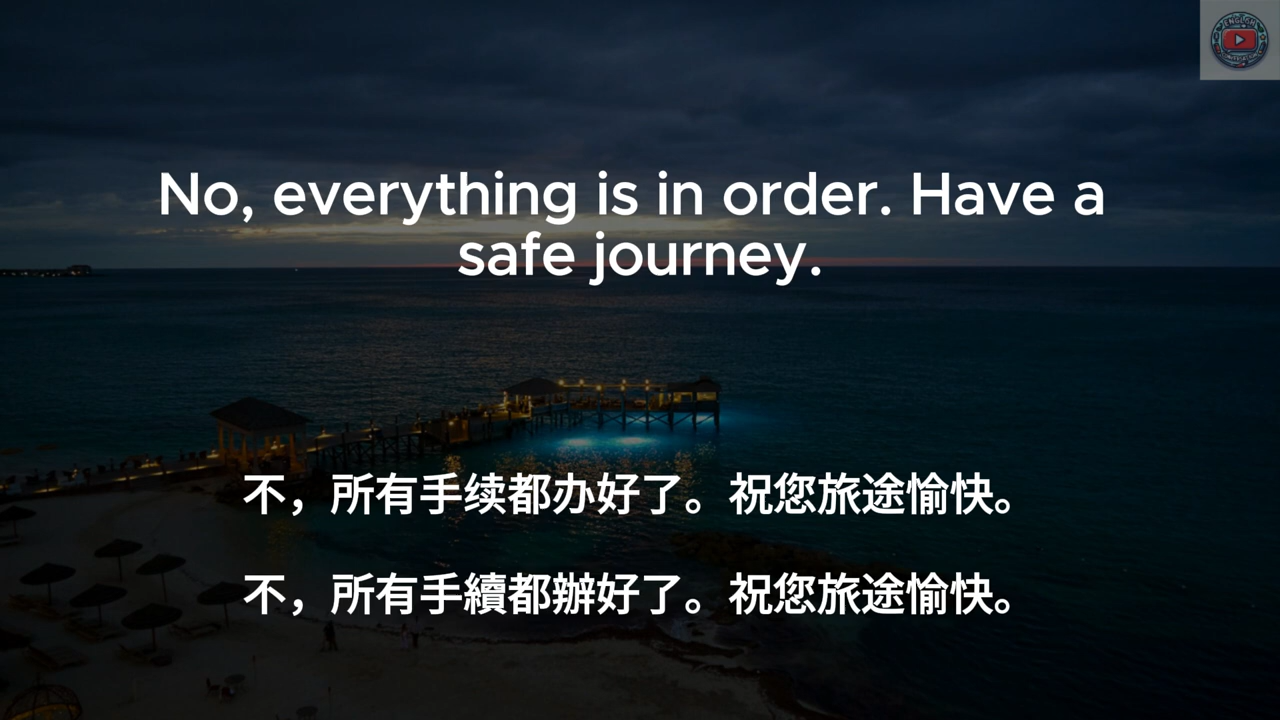 ENGLISH
No, everything is in order. Have a
safe journey.
不，所有手续都办好了。祝您旅途愉快。
不，所有手續都辦好了。祝您旅途愉快。